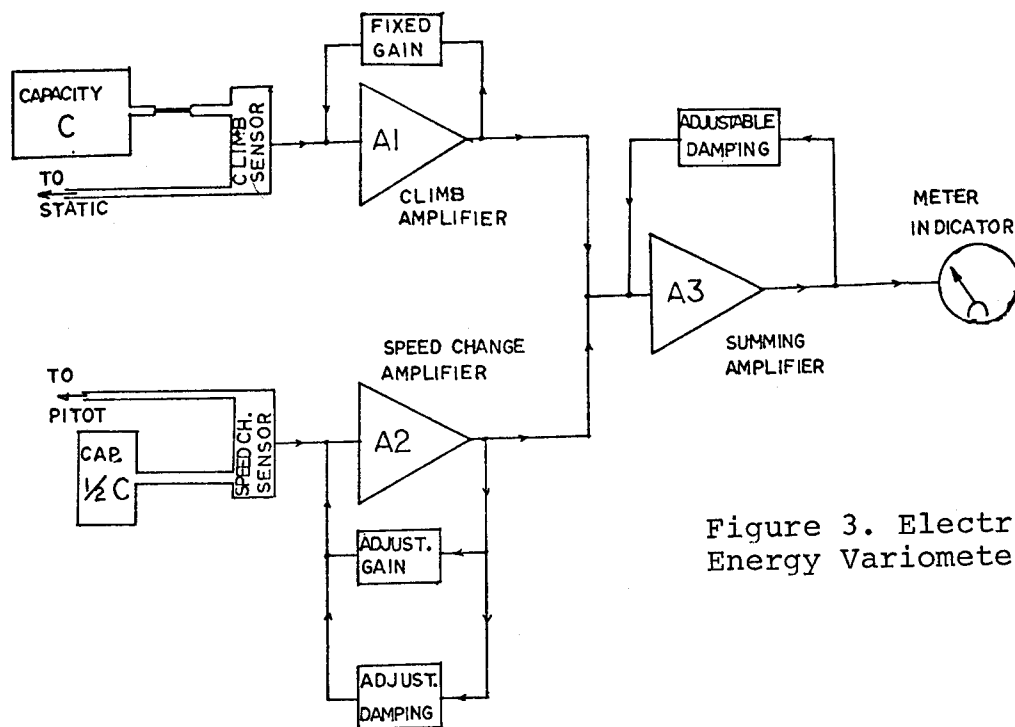 FIXED
GAIN
CAPACITY
C
CLIMB
SENSOR
A1
TO
STATIC
CLIMB
AMPLIFIER
ADJUSTABLE
DAMPING
METER
INDICATOR
A3
SUMMING
AMPLIFIER
SPEED CHANGE
AMPLIFIER
TO
PITOT
CAP.
½ C
SPEED CH.
SENSOR
A2
ADJUST.
GAIN
ADJUST.
DAMPING
Figure 3. Electr
Energy Variomete